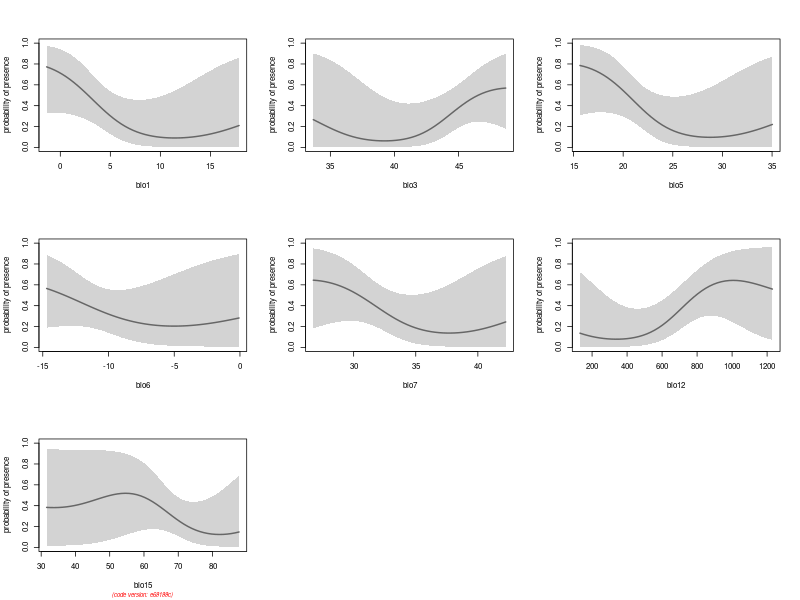 probability of presence
0.0 0.2 0.4 0.6 0.8 1.0
0 5 10 15
bio1
probability of presence
0.0 0.2 0.4 0.6 0.8 1.0
35 40 45
bio3
probability of presence
0.0 0.2 0.4 0.6 0.8 1.0
15 20 25 30 35
bio5
probability of presence
0.0 0.2 0.4 0.6 0.8 1.0
-15 -10 -5 0
bio6
probability of presence
0.0 0.2 0.4 0.6 0.8 1.0
30 35 40
bio7
probability of presence
0.0 0.2 0.4 0.6 0.8 1.0
200 400 600 800 1000 1200
bio12
probability of presence
0.0 0.2 0.4 0.6 0.8 1.0
30 40 50 60 70 80
bio15
(code version: e69189c)